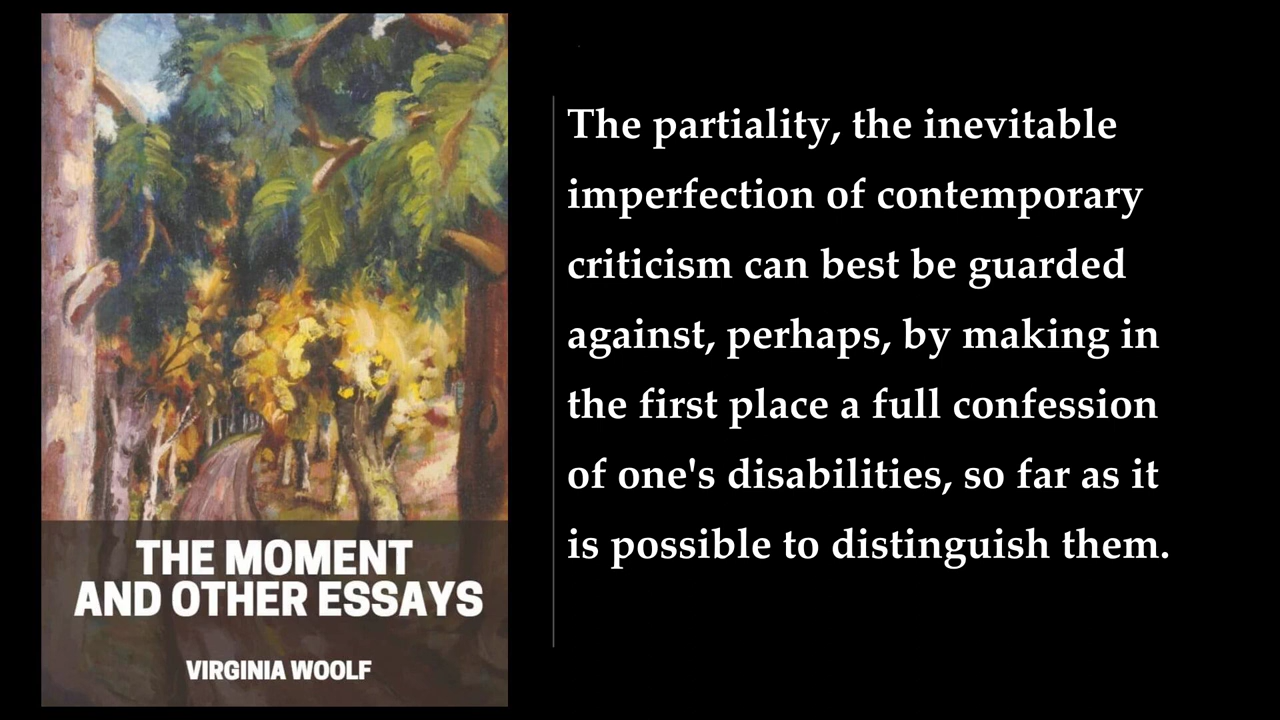 THE MOMENT
AND OTHER ESSAYS
VIRGINIA WOOLF
The partiality, the inevitable
imperfection of contemporary
criticism can best be guarded
against, perhaps, by making in
the first place a full confession
of one's disabilities, so far as it
is possible to distinguish them.